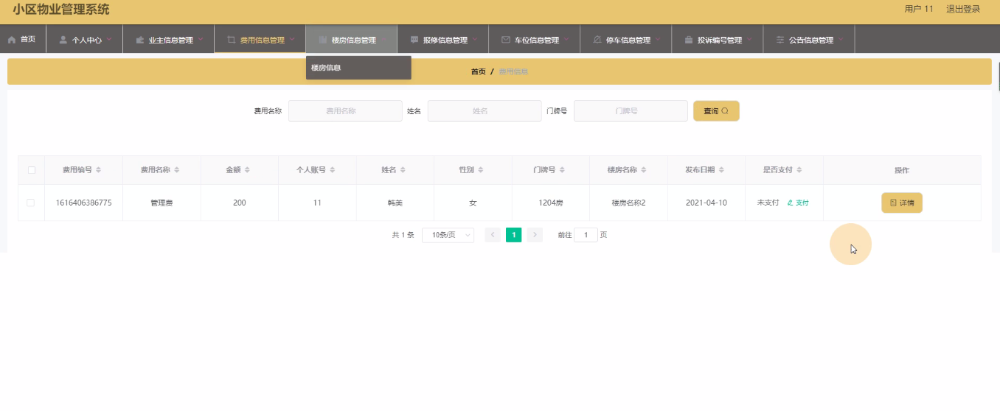 小区物业管理系统 用户 11 退出登录
首页 个人中心 业主信息管理 费用信息管理 楼房信息管理 报修信息管理 车位信息管理 停车信息管理 投诉编号管理 公告信息管理
楼房信息
首页 / 费用信息
费用名称 费用名称 姓名 姓名 门牌号 门牌号 查询
费用编号 费用名称 金额 个人账号 姓名 性别 门牌号 楼房名称 发布日期 是否支付 操作
1616406386775 管理费 200 11 韩美 女 1204房 楼房名称2 2021-04-10 未支付 支付 详情
共 1 条 10条/页 1 前往 1 页